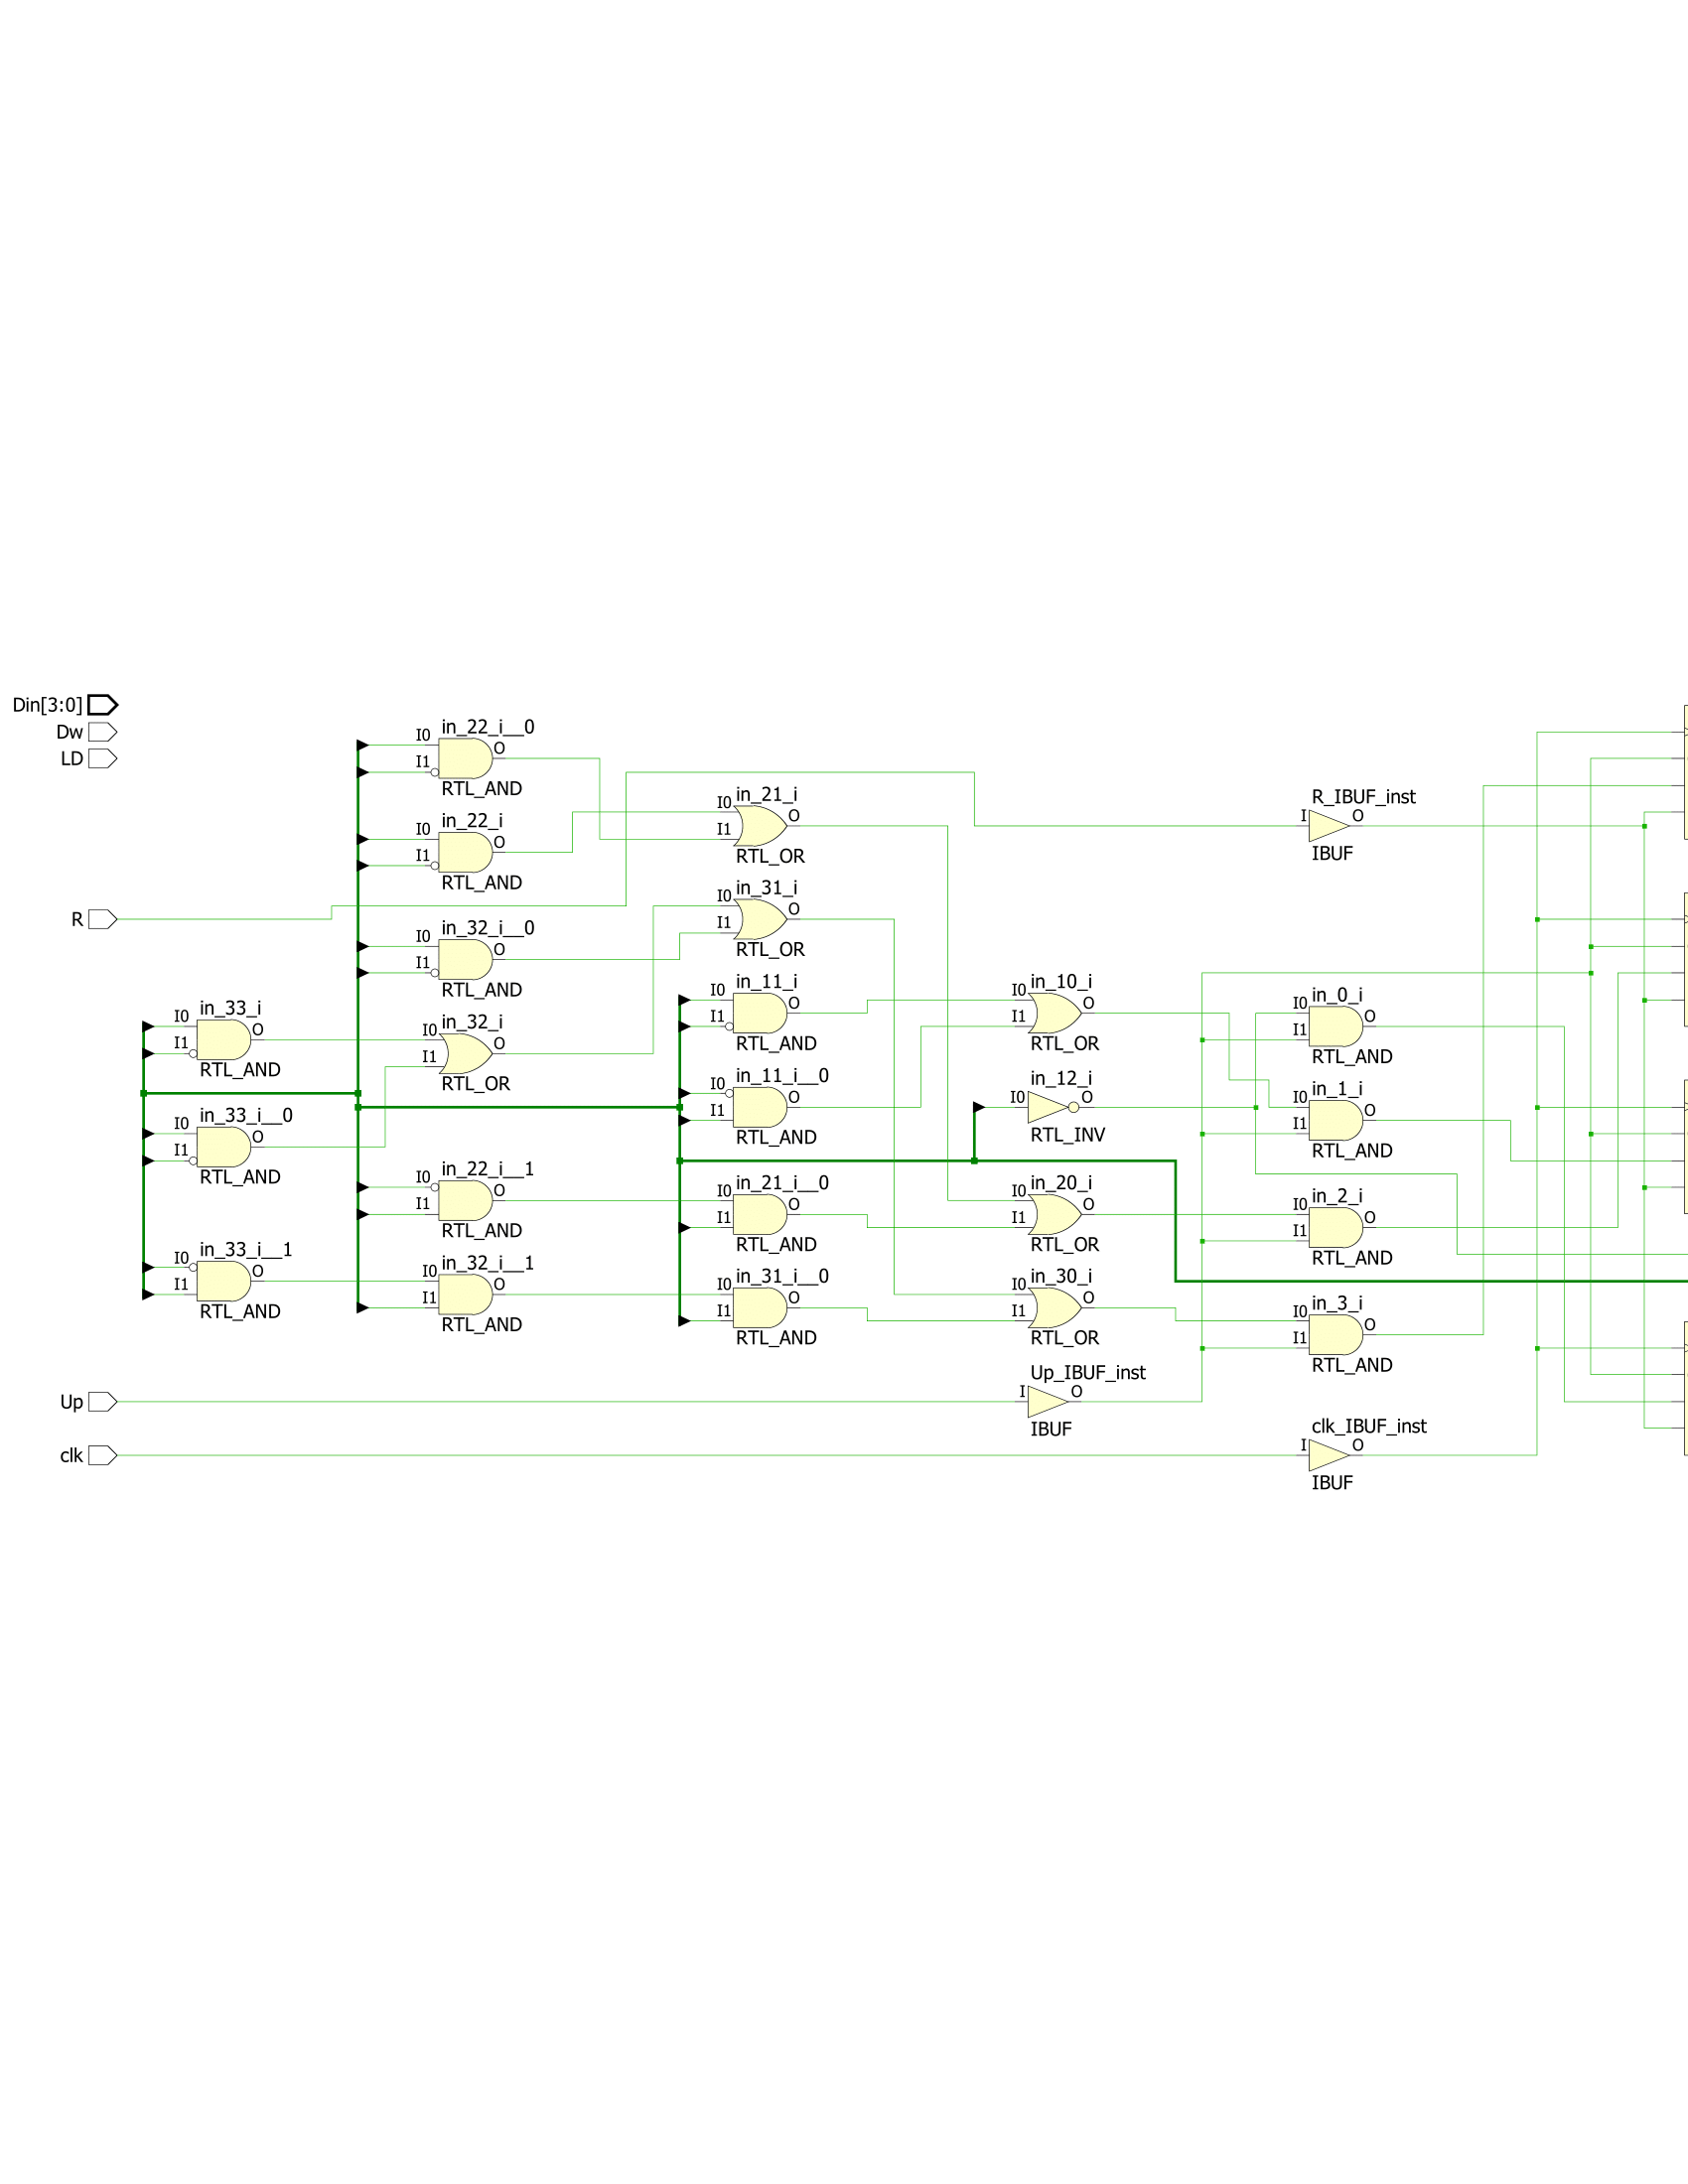 Din[3:0]
Dw
LD
R
Up
clk
in_33_i
I0
I1
O
RTL_AND
in_33_i__0
I0
I1
O
RTL_AND
in_33_i__1
I0
I1
O
RTL_AND
in_22_i__0
I0
I1
O
RTL_AND
in_22_i
I0
I1
O
RTL_AND
in_32_i__0
I0
I1
O
RTL_AND
in_32_i
I0
I1
O
RTL_OR
in_22_i__1
I0
I1
O
RTL_AND
in_32_i__1
I0
I1
O
RTL_AND
in_21_i
I0
I1
O
RTL_OR
in_31_i
I0
I1
O
RTL_OR
in_11_i
I0
I1
O
RTL_AND
in_11_i__0
I0
I1
O
RTL_AND
in_21_i__0
I0
I1
O
RTL_AND
in_31_i__0
I0
I1
O
RTL_AND
in_10_i
I0
I1
O
RTL_OR
in_12_i
I0
O
RTL_INV
in_20_i
I0
I1
O
RTL_OR
in_30_i
I0
I1
O
RTL_OR
Up_IBUF_inst
I
O
IBUF
R_IBUF_inst
I
O
IBUF
in_0_i
I0
I1
O
RTL_AND
in_1_i
I0
I1
O
RTL_AND
in_2_i
I0
I1
O
RTL_AND
in_3_i
I0
I1
O
RTL_AND
clk_IBUF_inst
I
O
IBUF